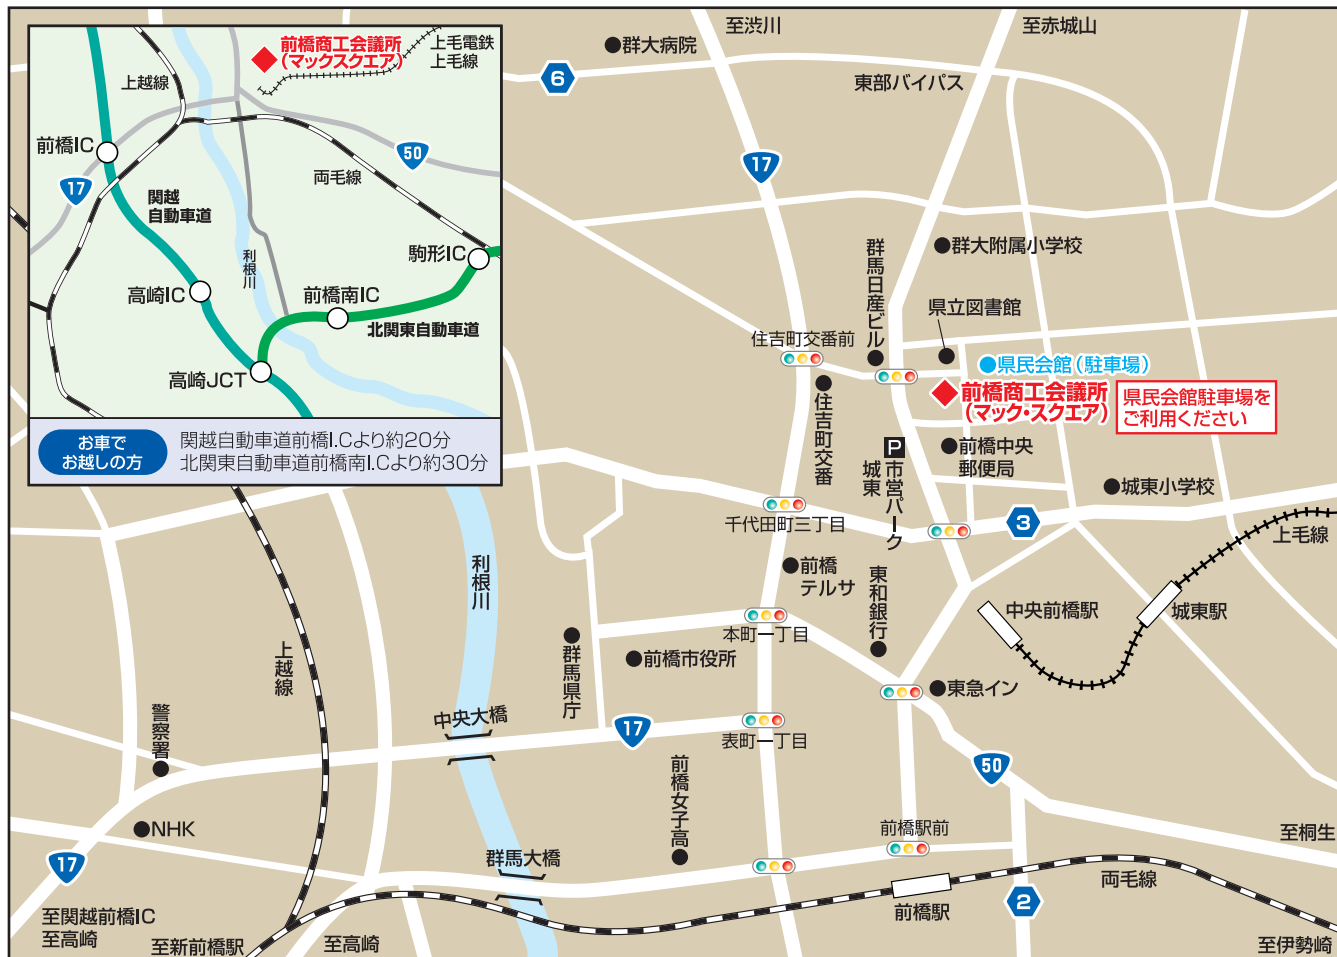 前橋商工会議所
(マックスクエア)
上毛電鉄
上毛線
上越線
前橋IC
17
関越
自動車道
両毛線
50
利根川
駒形IC
高崎IC
前橋南IC
北関東自動車道
高崎JCT
お車で
お越しの方
関越自動車道前橋I.Cより約20分
北関東自動車道前橋南I.Cより約30分
至渋川
至赤城山
群大病院
6
東部バイパス
17
群大附属小学校
群馬日産ビル
県立図書館
住吉町交番前
県民会館(駐車場)
前橋商工会議所
(マック・スクエア)
県民会館駐車場を
ご利用ください
住吉町交番
P
市営パーク
城東
前橋中央
郵便局
城東小学校
千代田町三丁目
3
上毛線
利根川
前橋
テルサ
東和銀行
中央前橋駅
城東駅
本町一丁目
群馬県庁
前橋市役所
上越線
東急イン
警察署
中央大橋
17
表町一丁目
前橋女子高
50
NHK
前橋駅前
至桐生
17
群馬大橋
両毛線
至関越前橋IC
至高崎
前橋駅
2
至新前橋駅
至高崎
至伊勢崎